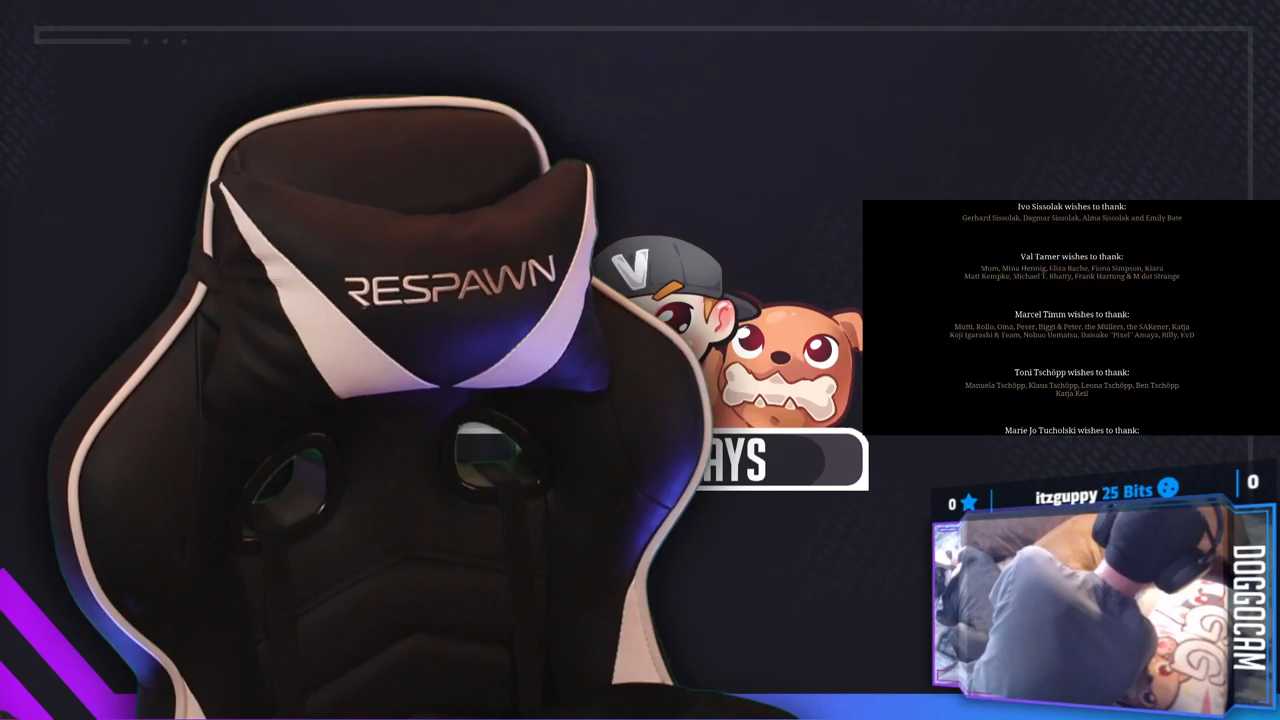 RESPAWN
V
AYS
Ivo Sissolak wishes to thank:
Gerhard Sissolak, Dagmar Sissolak, Alma Sissolak and Emily Bate
Val Tamer wishes to thank:
Mum, Mina Hennig, Eliza Rache, Fiona Simpson, Kiara
Matt Kempke, Michael T. Bhatty, Frank Hartung & M dot Strange
Marcel Timm wishes to thank:
Mutti, Rollo, Oma, Peser, Biggi & Peter, the Müllers, the SAKener, Katja
Koji Igarashi & Team, Nobuo Uematsu, Daisuke "Pixel" Amaya, Billy, EvD
Toni Tschöpp wishes to thank:
Manuela Tschöpp, Klaus Tschöpp, Leona Tschöpp, Ben Tschöpp
Katja Keil
Marie Jo Tucholski wishes to thank:
0
itzguppy 25 Bits
0
DOGGOCAM
GG